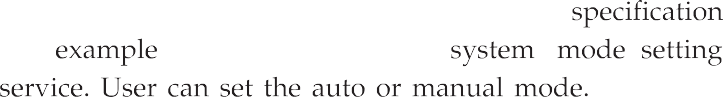 specification
example system mode setting
service. User can set the auto or manual mode.